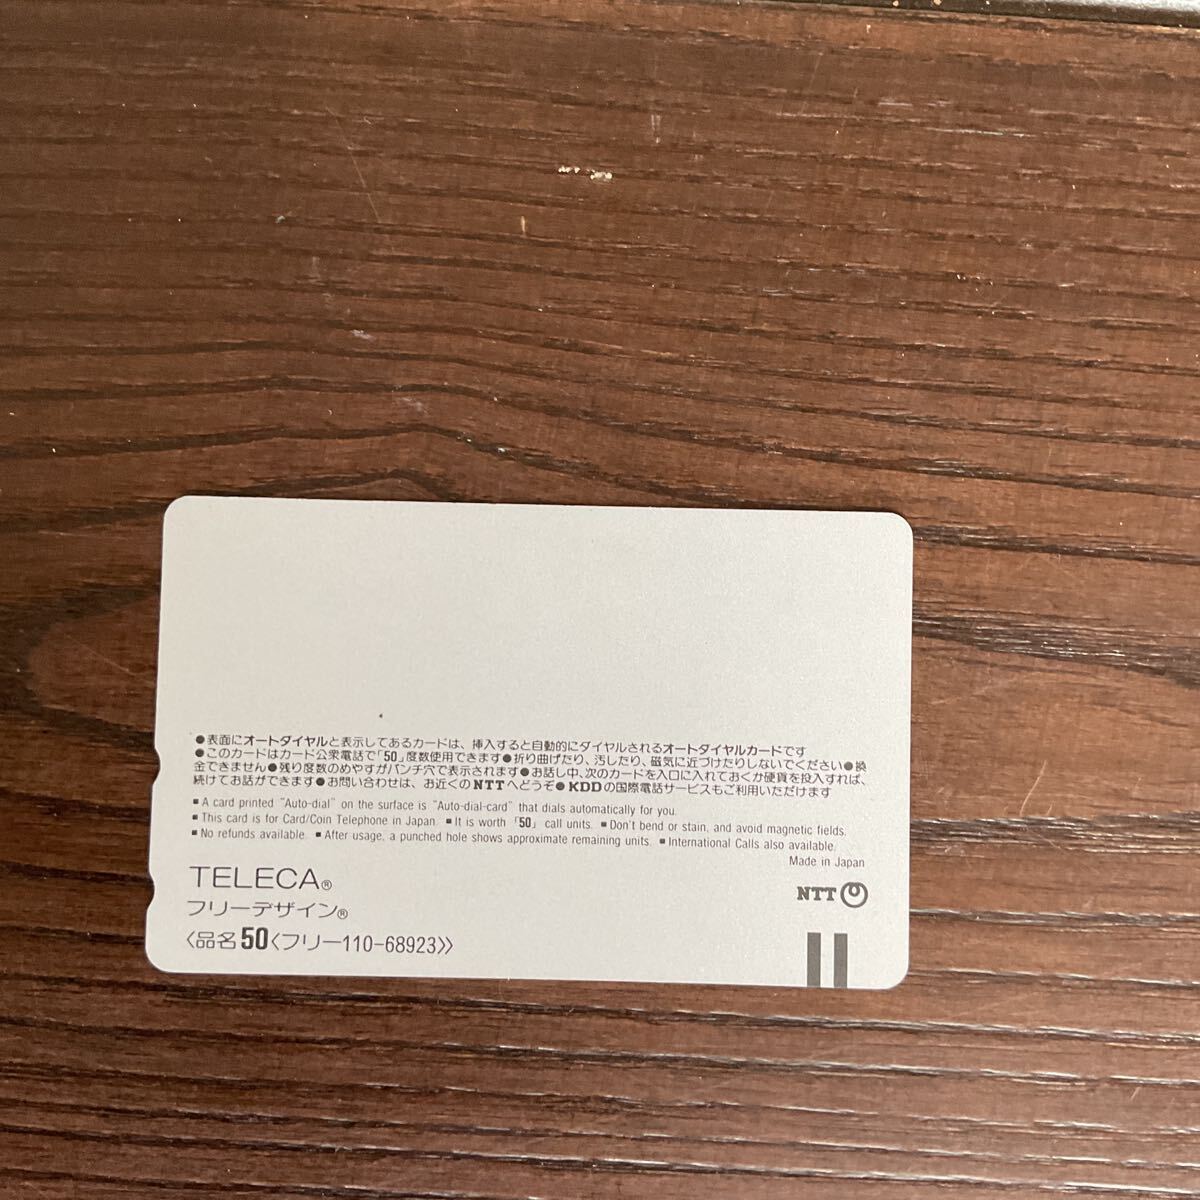 ●表面にオートダイヤルと表示してあるカードは、挿入すると自動的にダイヤルされるオートダイヤルカードです
●このカードはカード公衆電話で「50」度数使用できます●折り曲げたり、汚したり、磁気に近づけたりしないでください●換
金できません●残り度数のめやすがパンチ穴で表示されます●お話し中、次のカードを入口に入れておくか硬貨を投入すれば、
続けてお話ができます●お問い合わせは、お近くのNTTへどうぞ●KDDの国際電話サービスもご利用いただけます
■ A card printed "Auto-dial" on the surface is "Auto-dial-card" that dials automatically for you.
■ This card is for Card/Coin Telephone in Japan. ■ It is worth「50」call units. ■ Don't bend or stain, and avoid magnetic fields.
■ No refunds available. ■ After usage, a punched hole shows approximate remaining units. ■ International Calls also available.
Made in Japan
TELECA®
NTT
フリーデザイン®
〈品名50〈フリー110-68923〉〉